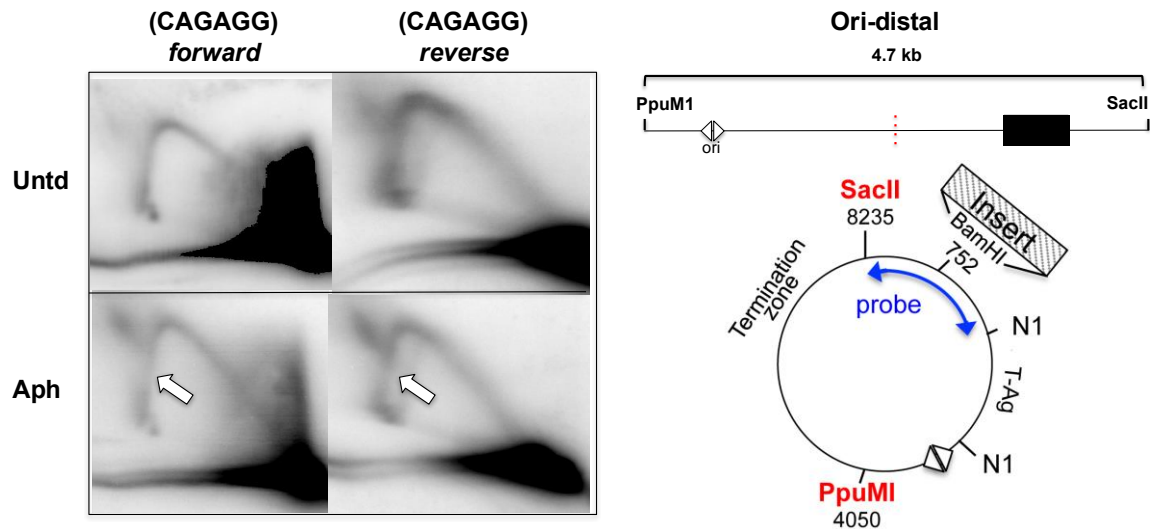 (CAGAGG)
forward
(CAGAGG)
reverse
Untd
Aph
Ori-distal
4.7 kb
PpuM1
SacII
ori
SacII
8235
Insert
BamHI
752
probe
Termination
zone
N1
T-Ag
N1
PpuMI
4050